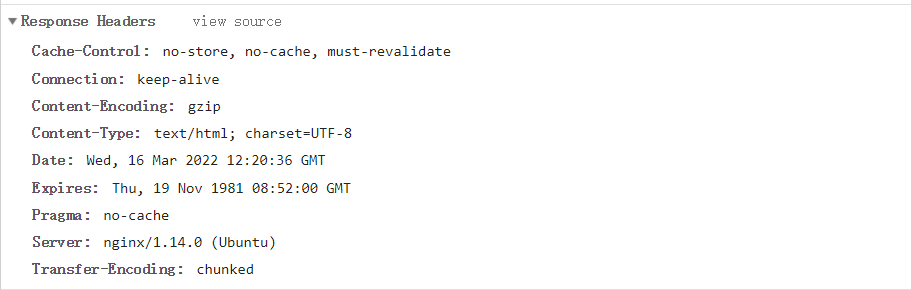 Response Headers view source
Cache-Control: no-store, no-cache, must-revalidate
Connection: keep-alive
Content-Encoding: gzip
Content-Type: text/html; charset=UTF-8
Date: Wed, 16 Mar 2022 12:20:36 GMT
Expires: Thu, 19 Nov 1981 08:52:00 GMT
Pragma: no-cache
Server: nginx/1.14.0 (Ubuntu)
Transfer-Encoding: chunked